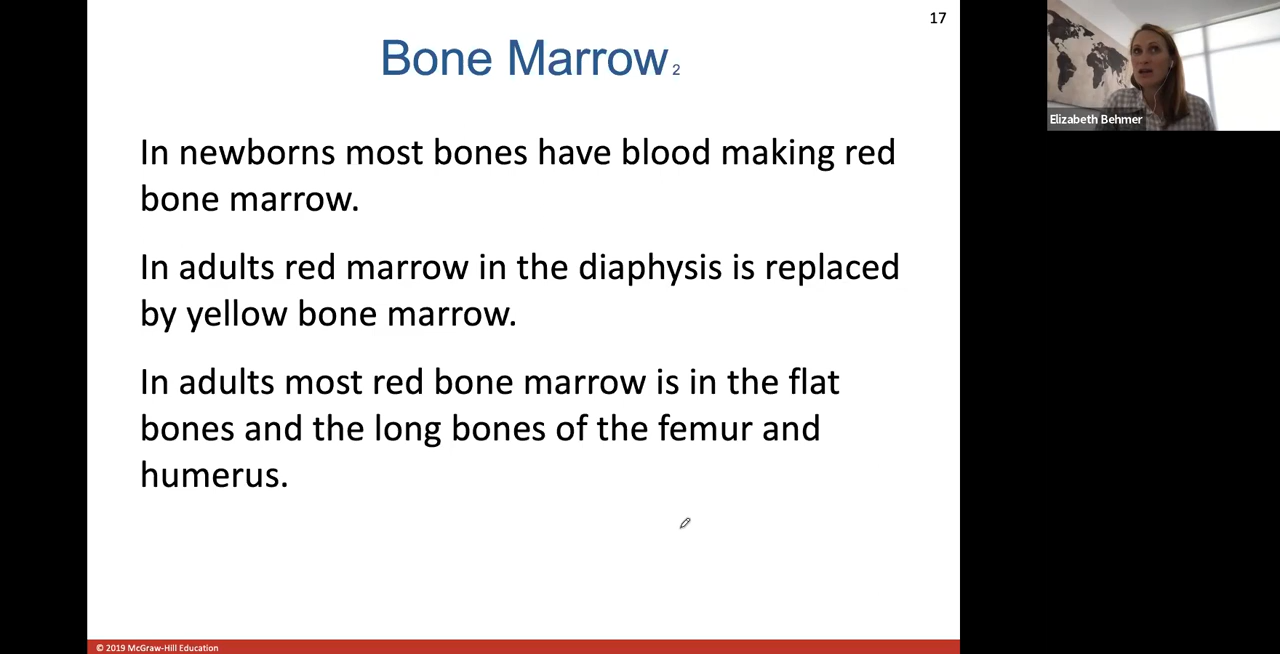 17
Bone Marrow 2
Elizabeth Behmer
In newborns most bones have blood making red
bone marrow.
In adults red marrow in the diaphysis is replaced
by yellow bone marrow.
In adults most red bone marrow is in the flat
bones and the long bones of the femur and
humerus.
© 2019 McGraw-Hill Education